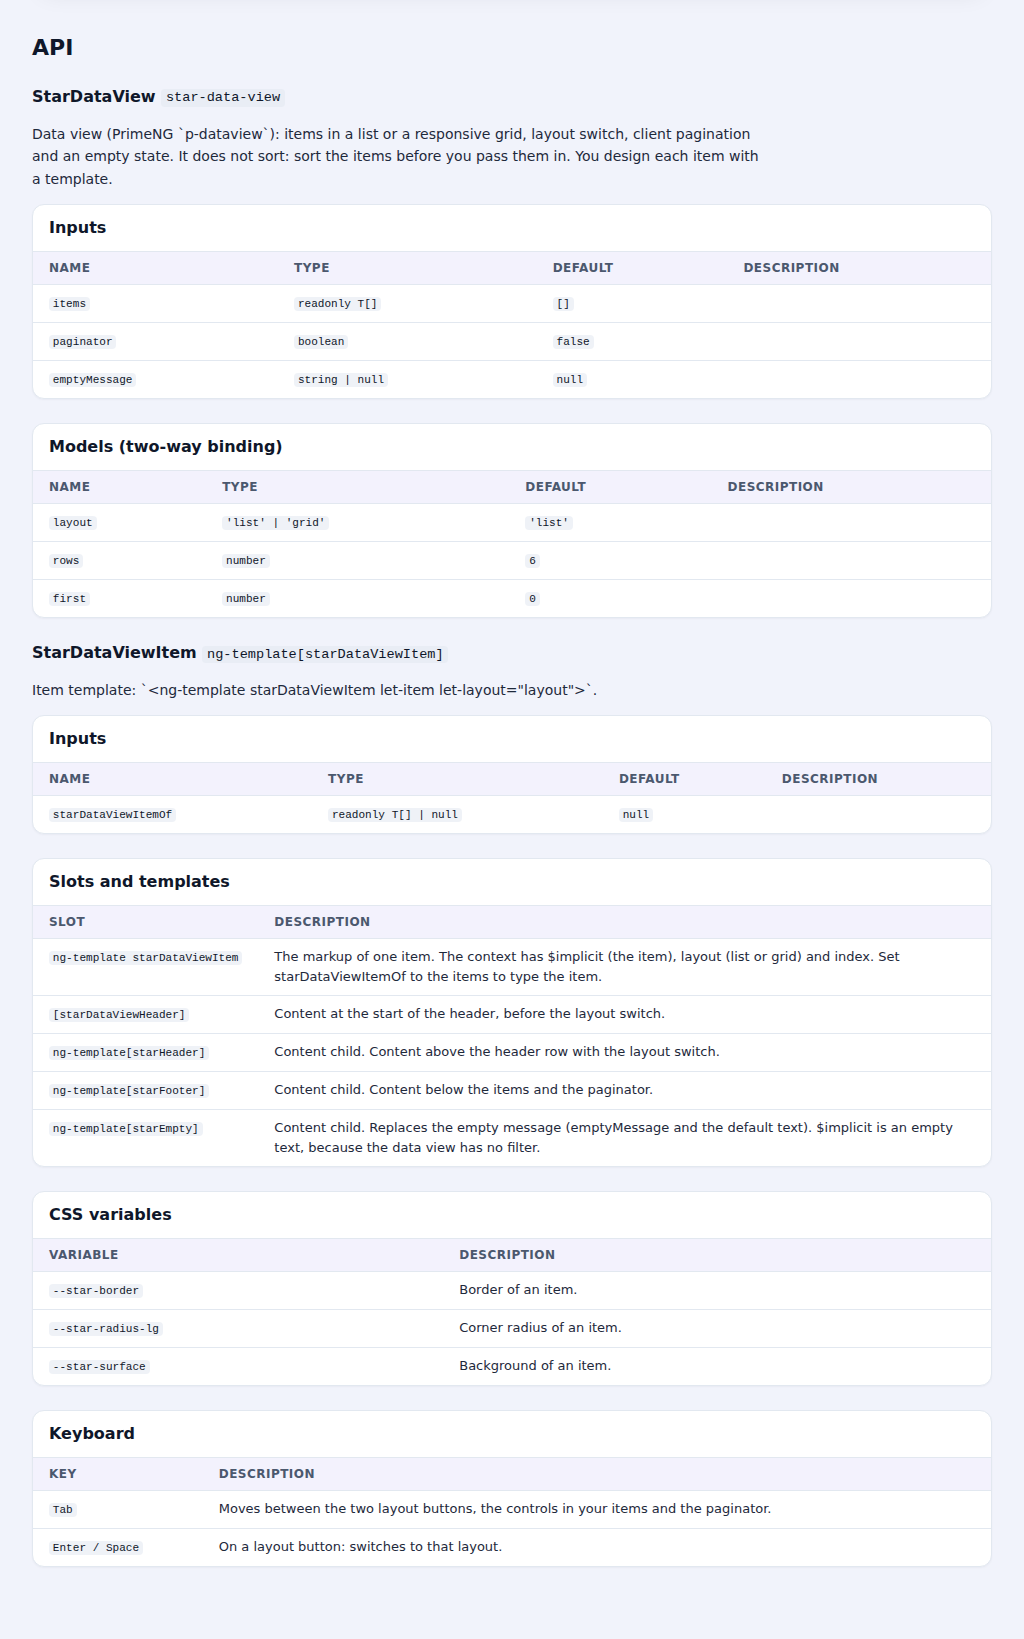 API
StarDataView star-data-view
Data view (PrimeNG `p-dataview`): items in a list or a responsive grid, layout switch, client pagination
and an empty state. It does not sort: sort the items before you pass them in. You design each item with
a template.
Inputs
NAME TYPE DEFAULT DESCRIPTION
items readonly T[] []
paginator boolean false
emptyMessage string | null null
Models (two-way binding)
NAME TYPE DEFAULT DESCRIPTION
layout 'list' | 'grid' 'list'
rows number 6
first number 0
StarDataViewItem ng-template[starDataViewItem]
Item template: `<ng-template starDataViewItem let-item let-layout="layout">`.
Inputs
NAME TYPE DEFAULT DESCRIPTION
starDataViewItemOf readonly T[] | null null
Slots and templates
SLOT DESCRIPTION
ng-template starDataViewItem The markup of one item. The context has $implicit (the item), layout (list or grid) and index. Set
starDataViewItemOf to the items to type the item.
[starDataViewHeader] Content at the start of the header, before the layout switch.
ng-template[starHeader] Content child. Content above the header row with the layout switch.
ng-template[starFooter] Content child. Content below the items and the paginator.
ng-template[starEmpty] Content child. Replaces the empty message (emptyMessage and the default text). $implicit is an empty
text, because the data view has no filter.
CSS variables
VARIABLE DESCRIPTION
--star-border Border of an item.
--star-radius-lg Corner radius of an item.
--star-surface Background of an item.
Keyboard
KEY DESCRIPTION
Tab Moves between the two layout buttons, the controls in your items and the paginator.
Enter / Space On a layout button: switches to that layout.